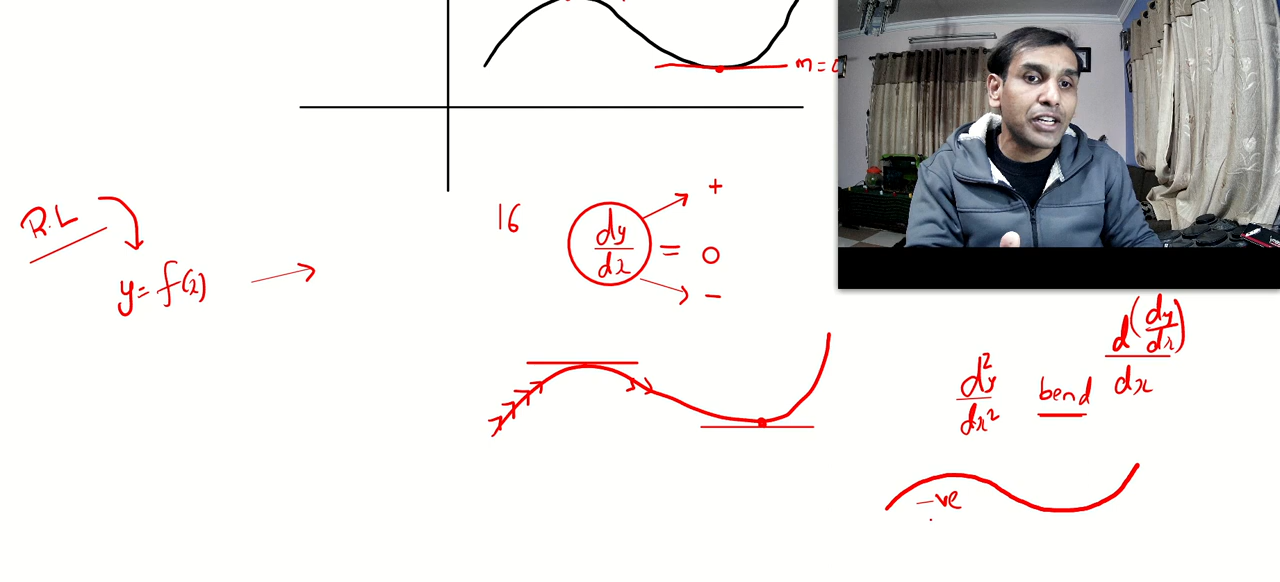 m=0
R.L
y=f(x)
16
dy/dx = 0
+
-
d²y/dx²
bend
d(dy/dx)/dx
-ve